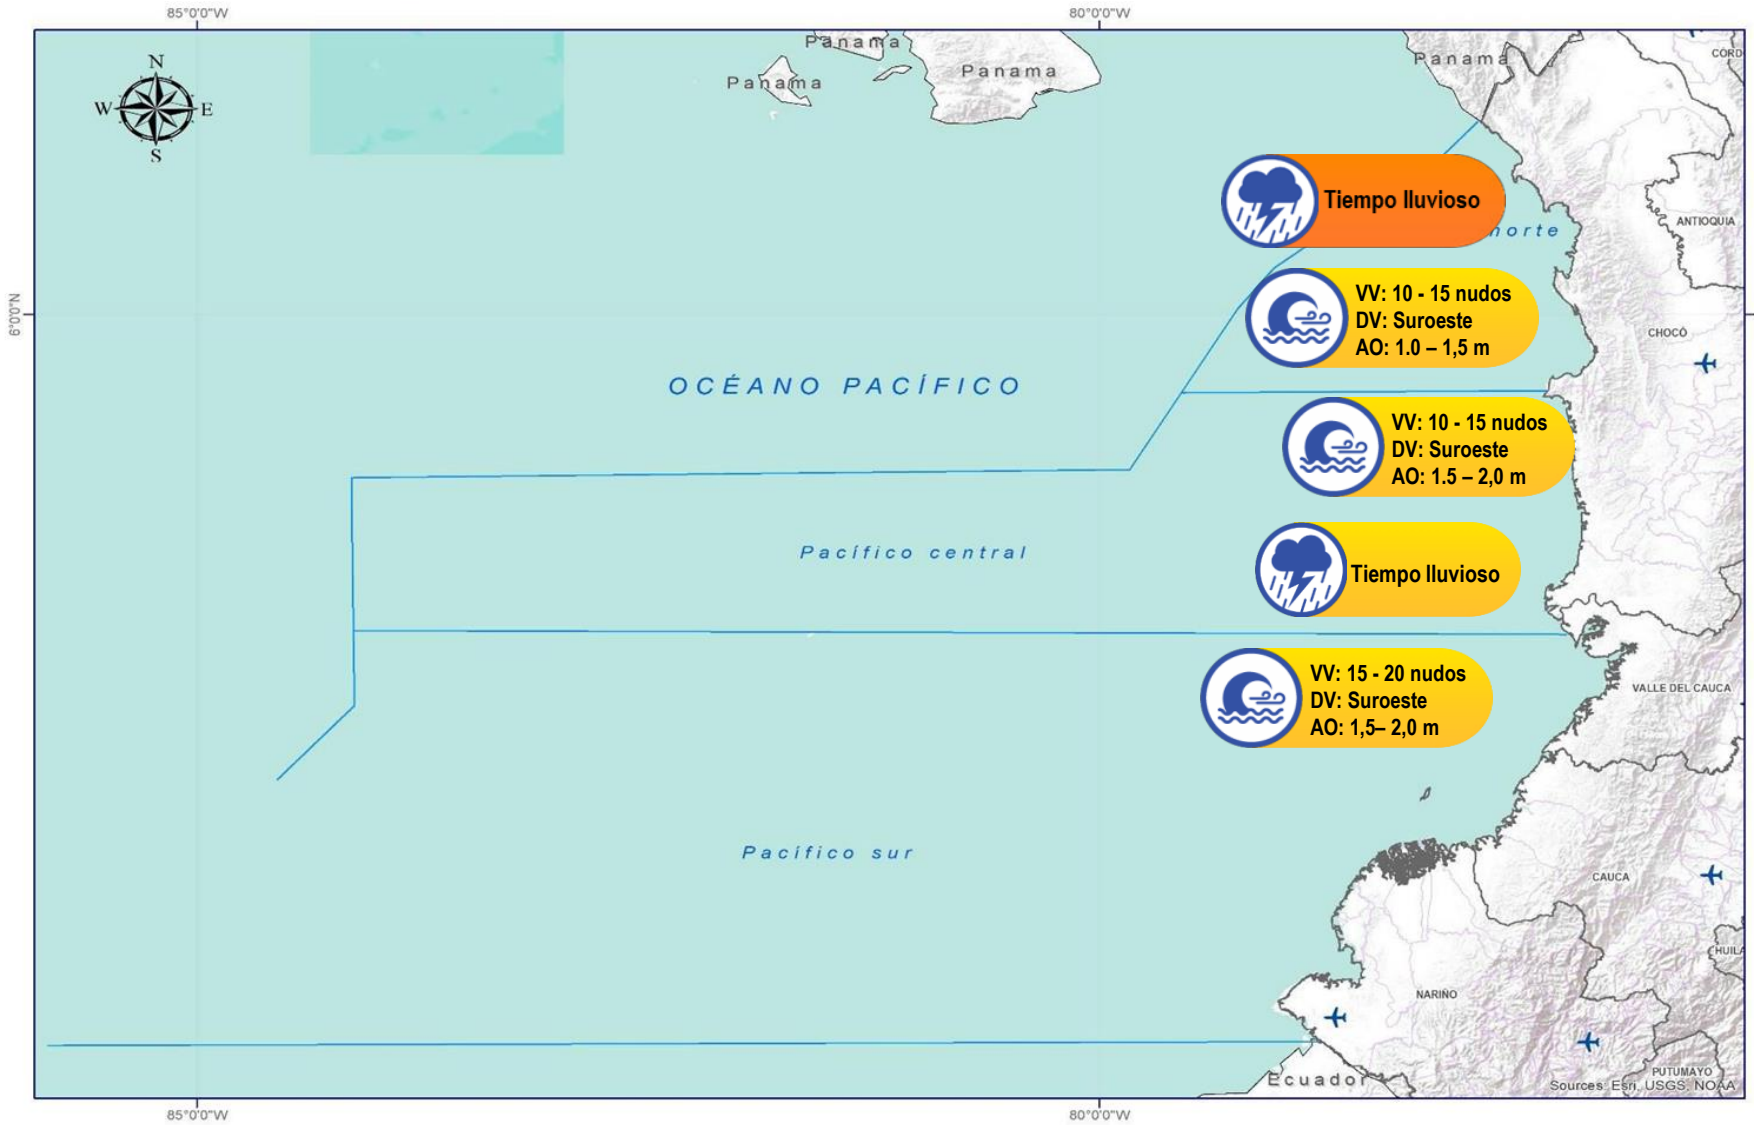 85°0'0"W
80°0'0"W
N
W
E
S
Panama
Panama
Panama
Panama
ANTIOQUIA
Tiempo lluvioso
norte
6°0'0"N
VV: 10 - 15 nudos
DV: Suroeste
AO: 1.0 – 1,5 m
CHOCÓ
OCÉANO PACÍFICO
VV: 10 - 15 nudos
DV: Suroeste
AO: 1.5 – 2,0 m
Pacífico central
Tiempo lluvioso
VV: 15 - 20 nudos
DV: Suroeste
AO: 1,5– 2,0 m
VALLE DEL CAUCA
Pacífico sur
CAUCA
HUILA
NARIÑO
PUTUMAYO
Ecuador
Sources: Esri, USGS, NOAA
85°0'0"W
80°0'0"W